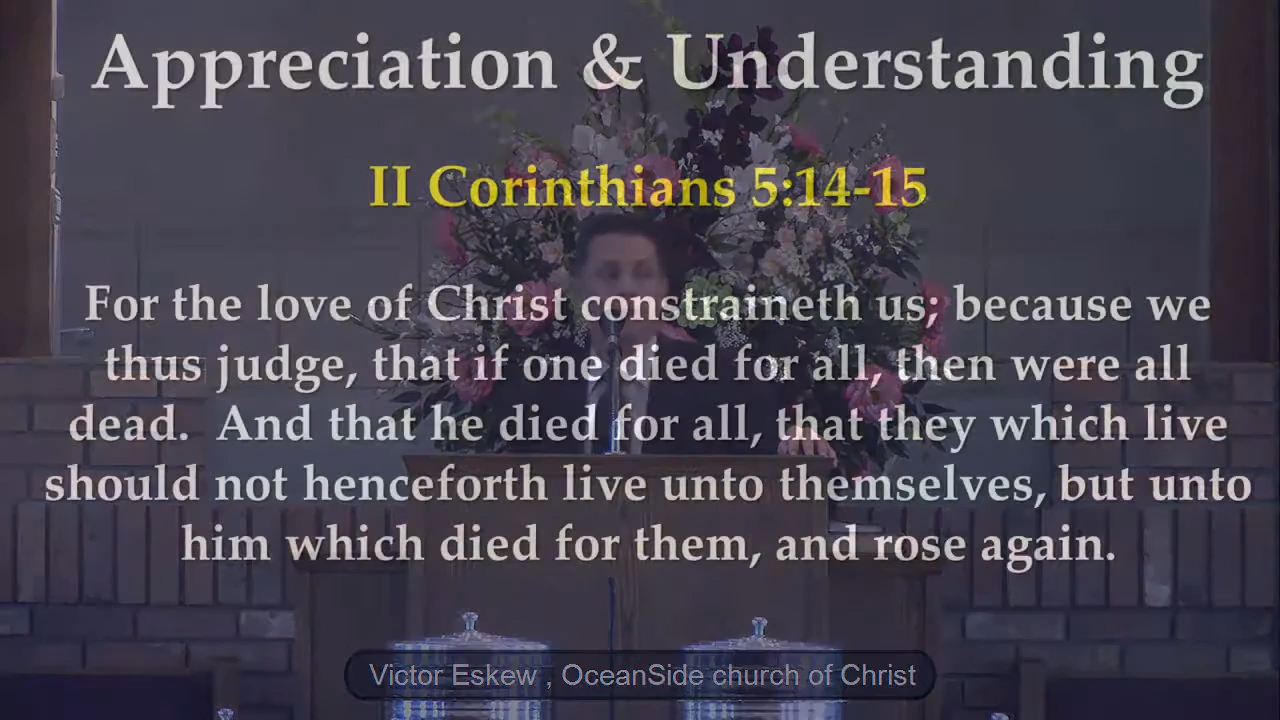 Appreciation & Understanding
II Corinthians 5:14-15
For the love of Christ constraineth us; because we
thus judge, that if one died for all, then were all
dead.  And that he died for all, that they which live
should not henceforth live unto themselves, but unto
him which died for them, and rose again.
Victor Eskew , OceanSide church of Christ